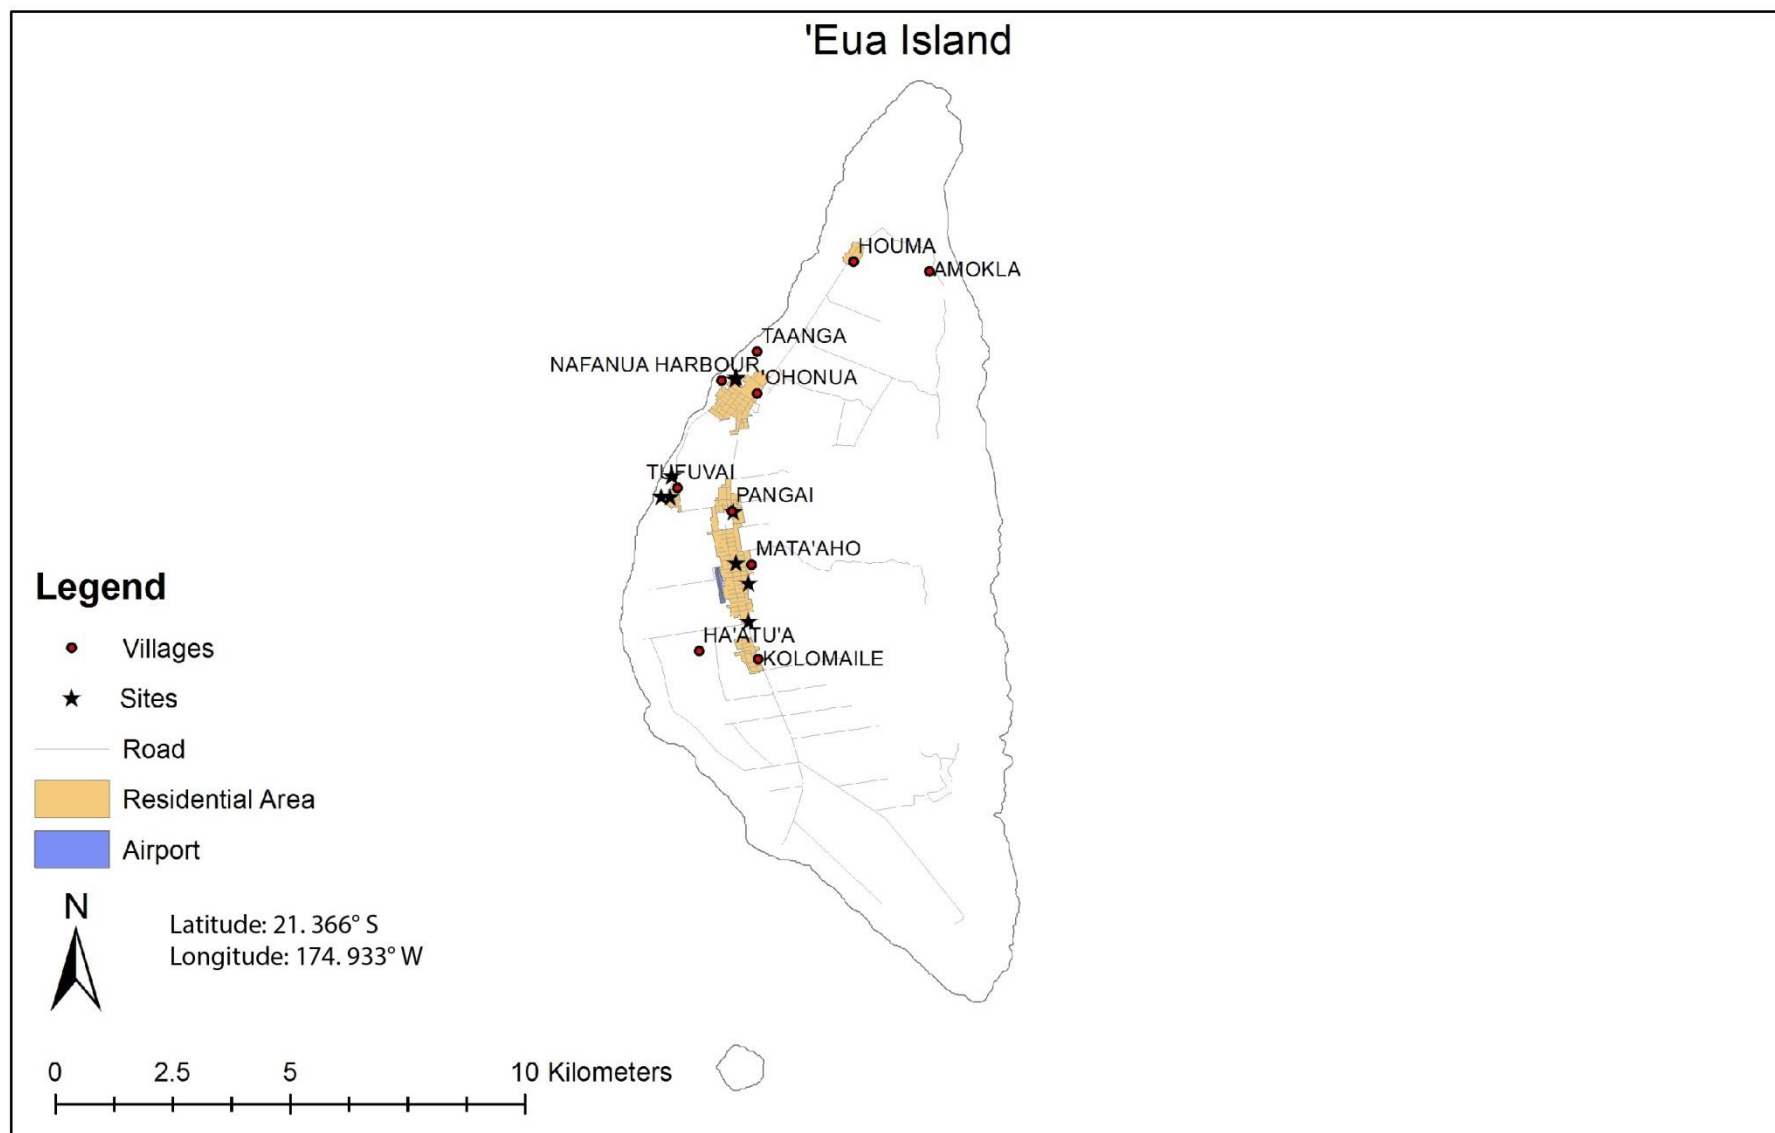 'Eua Island
HOUMA
AMOKLA
TAANGA
NAFANUA HARBOUR
'OHONUA
TUFUVAI
PANGAI
MATA'AHO
HA'ATU'A
KOLOMAILE
Legend
Villages
Sites
Road
Residential Area
Airport
N
Latitude: 21. 366° S
Longitude: 174. 933° W
0 2.5 5 10 Kilometers